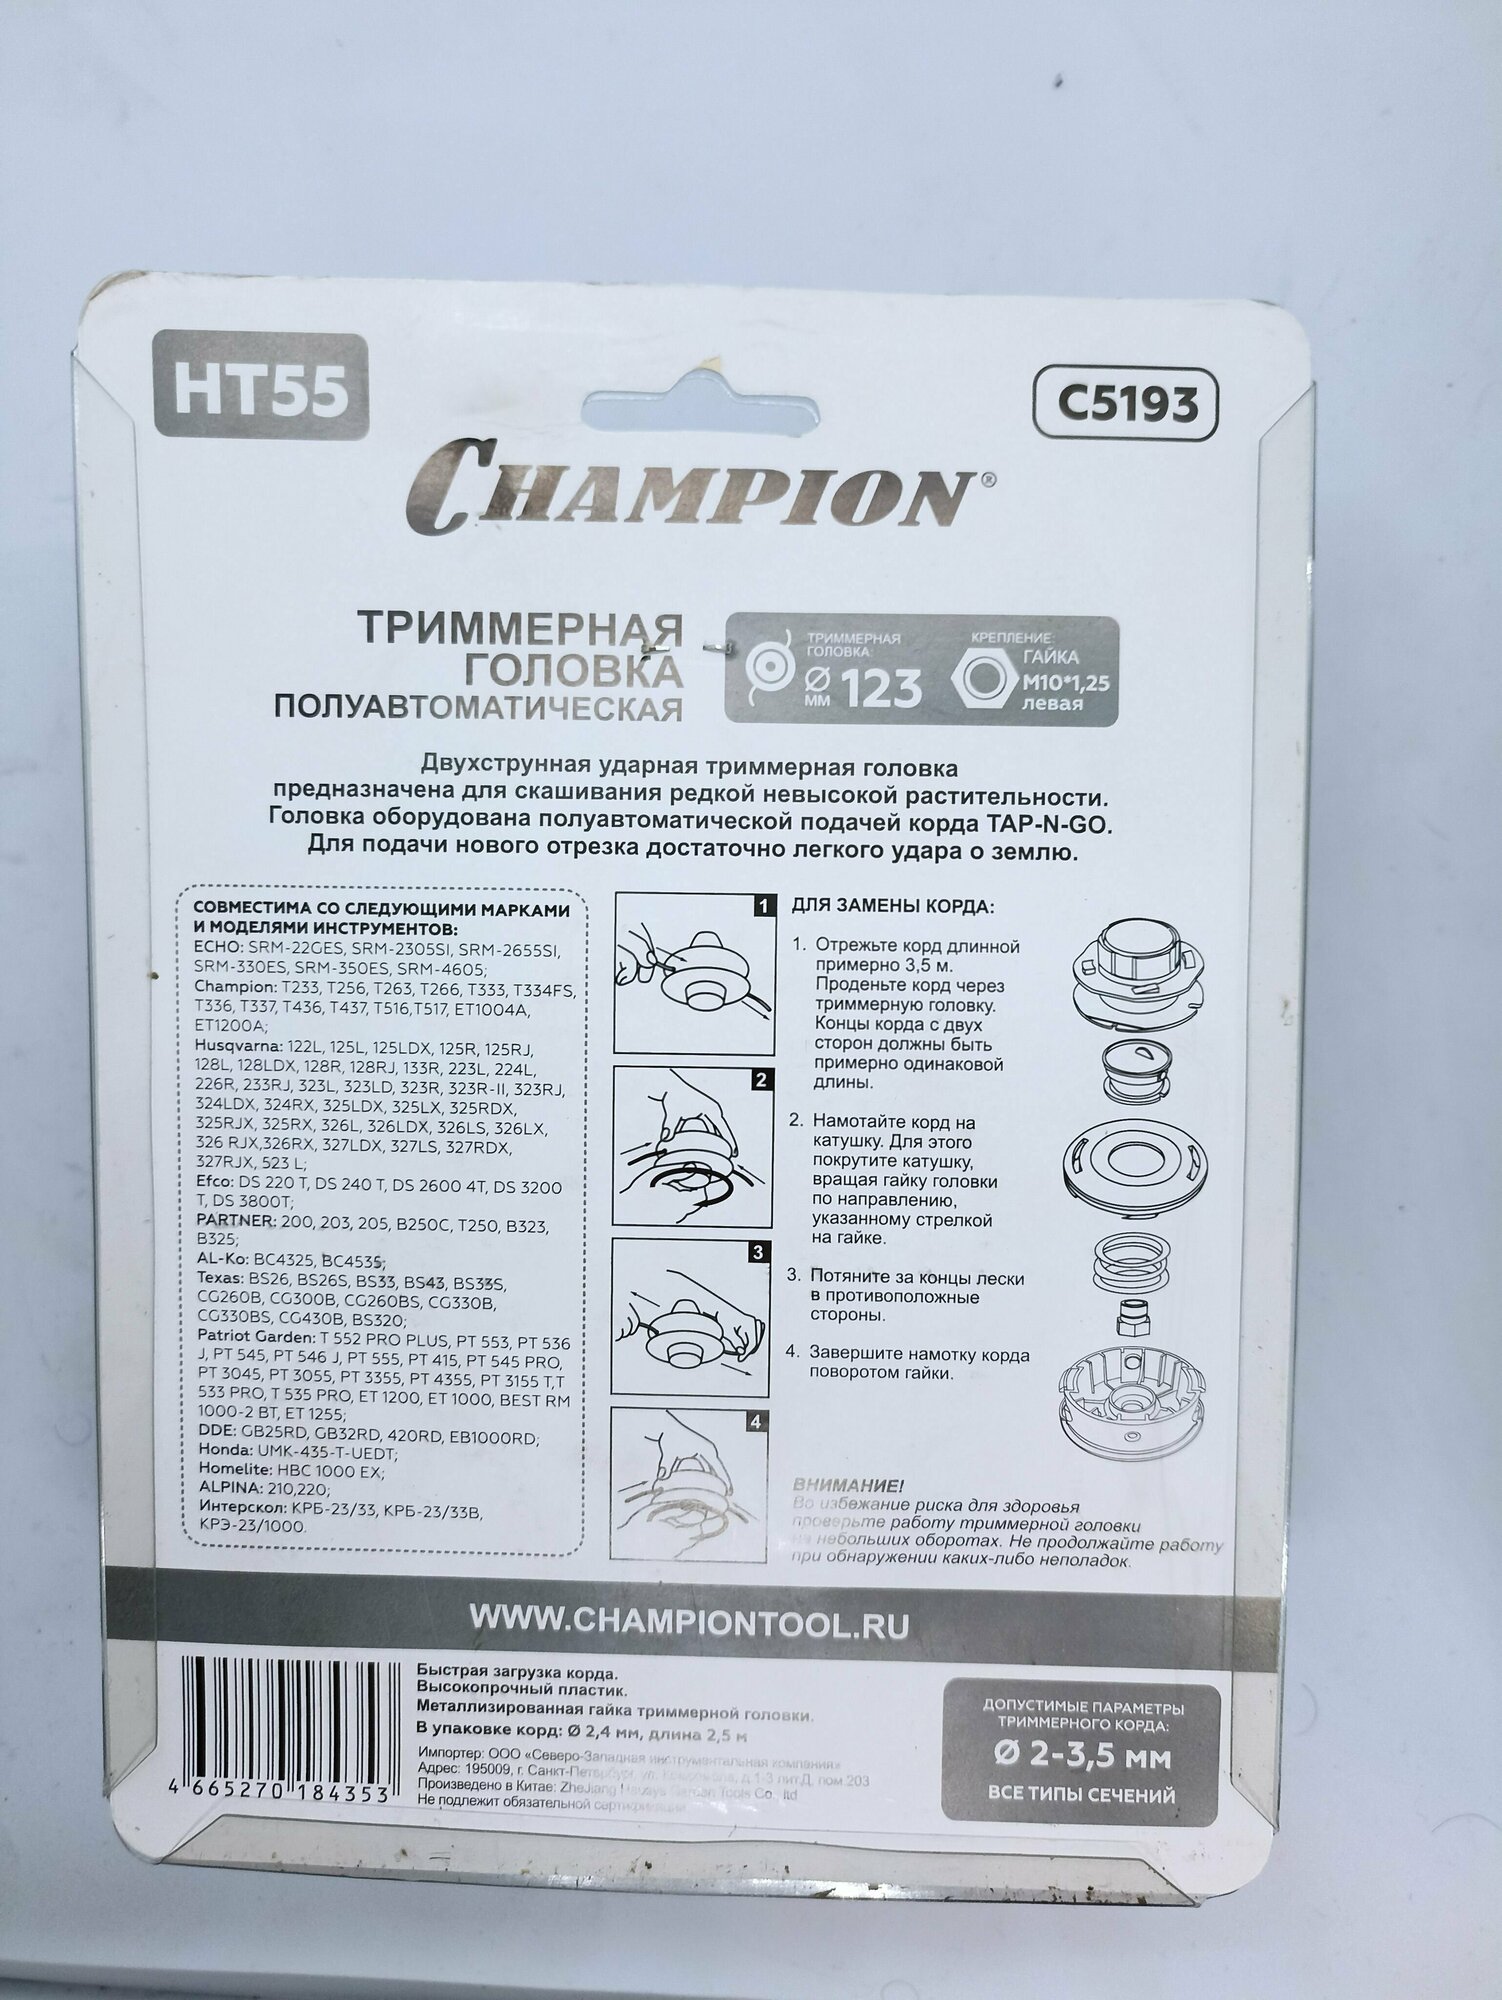 HT55
C5193
CHAMPION®
ТРИММЕРНАЯ
ГОЛОВКА
ПОЛУАВТОМАТИЧЕСКАЯ
ТРИММЕРНАЯ
ГОЛОВКА:
Ø
ММ 123
КРЕПЛЕНИЕ:
ГАЙКА
М10*1,25
левая
Двухструнная ударная триммерная головка
предназначена для скашивания редкой невысокой растительности.
Головка оборудована полуавтоматической подачей корда TAP-N-GO.
Для подачи нового отрезка достаточно легкого удара о землю.
СОВМЕСТИМА СО СЛЕДУЮЩИМИ МАРКАМИ
И МОДЕЛЯМИ ИНСТРУМЕНТОВ:
ECHO: SRM-22GES, SRM-2305SI, SRM-2655SI,
SRM-330ES, SRM-350ES, SRM-4605;
Champion: T233, T256, T263, T266, T333, T334FS,
T336, T337, T436, T437, T516,T517, ET1004A,
ET1200A;
Husqvarna: 122L, 125L, 125LDX, 125R, 125RJ,
128L, 128LDX, 128R, 128RJ, 133R, 223L, 224L,
226R, 233RJ, 323L, 323LD, 323R, 323R-II, 323RJ,
324LDX, 324RX, 325LDX, 325LX, 325RDX,
325RJX, 325RX, 326L, 326LDX, 326LS, 326LX,
326 RJX,326RX, 327LDX, 327LS, 327RDX,
327RJX, 523 L;
Efco: DS 220 T, DS 240 T, DS 2600 4T, DS 3200
T, DS 3800T;
PARTNER: 200, 203, 205, B250C, T250, B323,
B325;
AL-Ko: BC4325, BC4535;
Texas: BS26, BS26S, BS33, BS43, BS33S,
CG260B, CG300B, CG260BS, CG330B,
CG330BS, CG430B, BS320;
Patriot Garden: T 552 PRO PLUS, PT 553, PT 536
J, PT 545, PT 546 J, PT 555, PT 415, PT 545 PRO,
PT 3045, PT 3055, PT 3355, PT 4355, PT 3155 T,T
533 PRO, T 535 PRO, ET 1200, ET 1000, BEST RM
1000-2 BT, ET 1255;
DDE: GB25RD, GB32RD, 420RD, EB1000RD;
Honda: UMK-435-T-UEDT;
Homelite: HBC 1000 EX;
ALPINA: 210,220;
Интерскол: КРБ-23/33, КРБ-23/33В,
КРЭ-23/1000.
1
2
3
4
ДЛЯ ЗАМЕНЫ КОРДА:
1. Отрежьте корд длинной
примерно 3,5 м.
Проденьте корд через
триммерную головку.
Концы корда с двух
сторон должны быть
примерно одинаковой
длины.
2. Намотайте корд на
катушку. Для этого
покрутите катушку,
вращая гайку головки
по направлению,
указанному стрелкой
на гайке.
3. Потяните за концы лески
в противоположные
стороны.
4. Завершите намотку корда
поворотом гайки.
ВНИМАНИЕ!
Во избежание риска для здоровья
проверьте работу триммерной головки
на небольших оборотах. Не продолжайте работу
при обнаружении каких-либо неполадок.
WWW.CHAMPIONTOOL.RU
4 665270 184353
Быстрая загрузка корда.
Высокопрочный пластик.
Металлизированная гайка триммерной головки.
В упаковке корд: Ø 2,4 мм, длина 2,5 м
Импортер: ООО «Северо-Западная инструментальная компания»
Адрес: 195009, г. Санкт-Петербург, ул. д.1-3 лит.Д, пом.203
Произведено в Китае: ZheJiang Garden Tools Co., ltd
Не подлежит обязательной сертификации
ДОПУСТИМЫЕ ПАРАМЕТРЫ
ТРИММЕРНОГО КОРДА:
Ø 2-3,5 мм
ВСЕ ТИПЫ СЕЧЕНИЙ